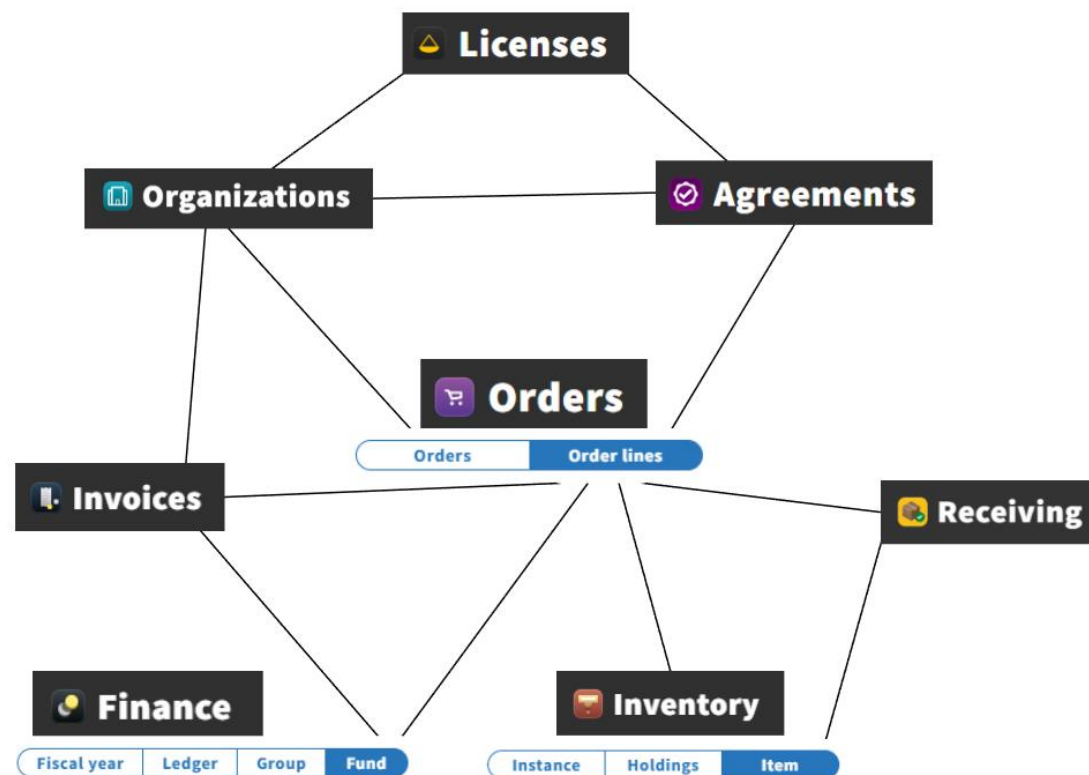 Licenses
Organizations
Agreements
Orders
Orders Order lines
Invoices
Receiving
Finance
Inventory
Fiscal year Ledger Group Fund
Instance Holdings Item